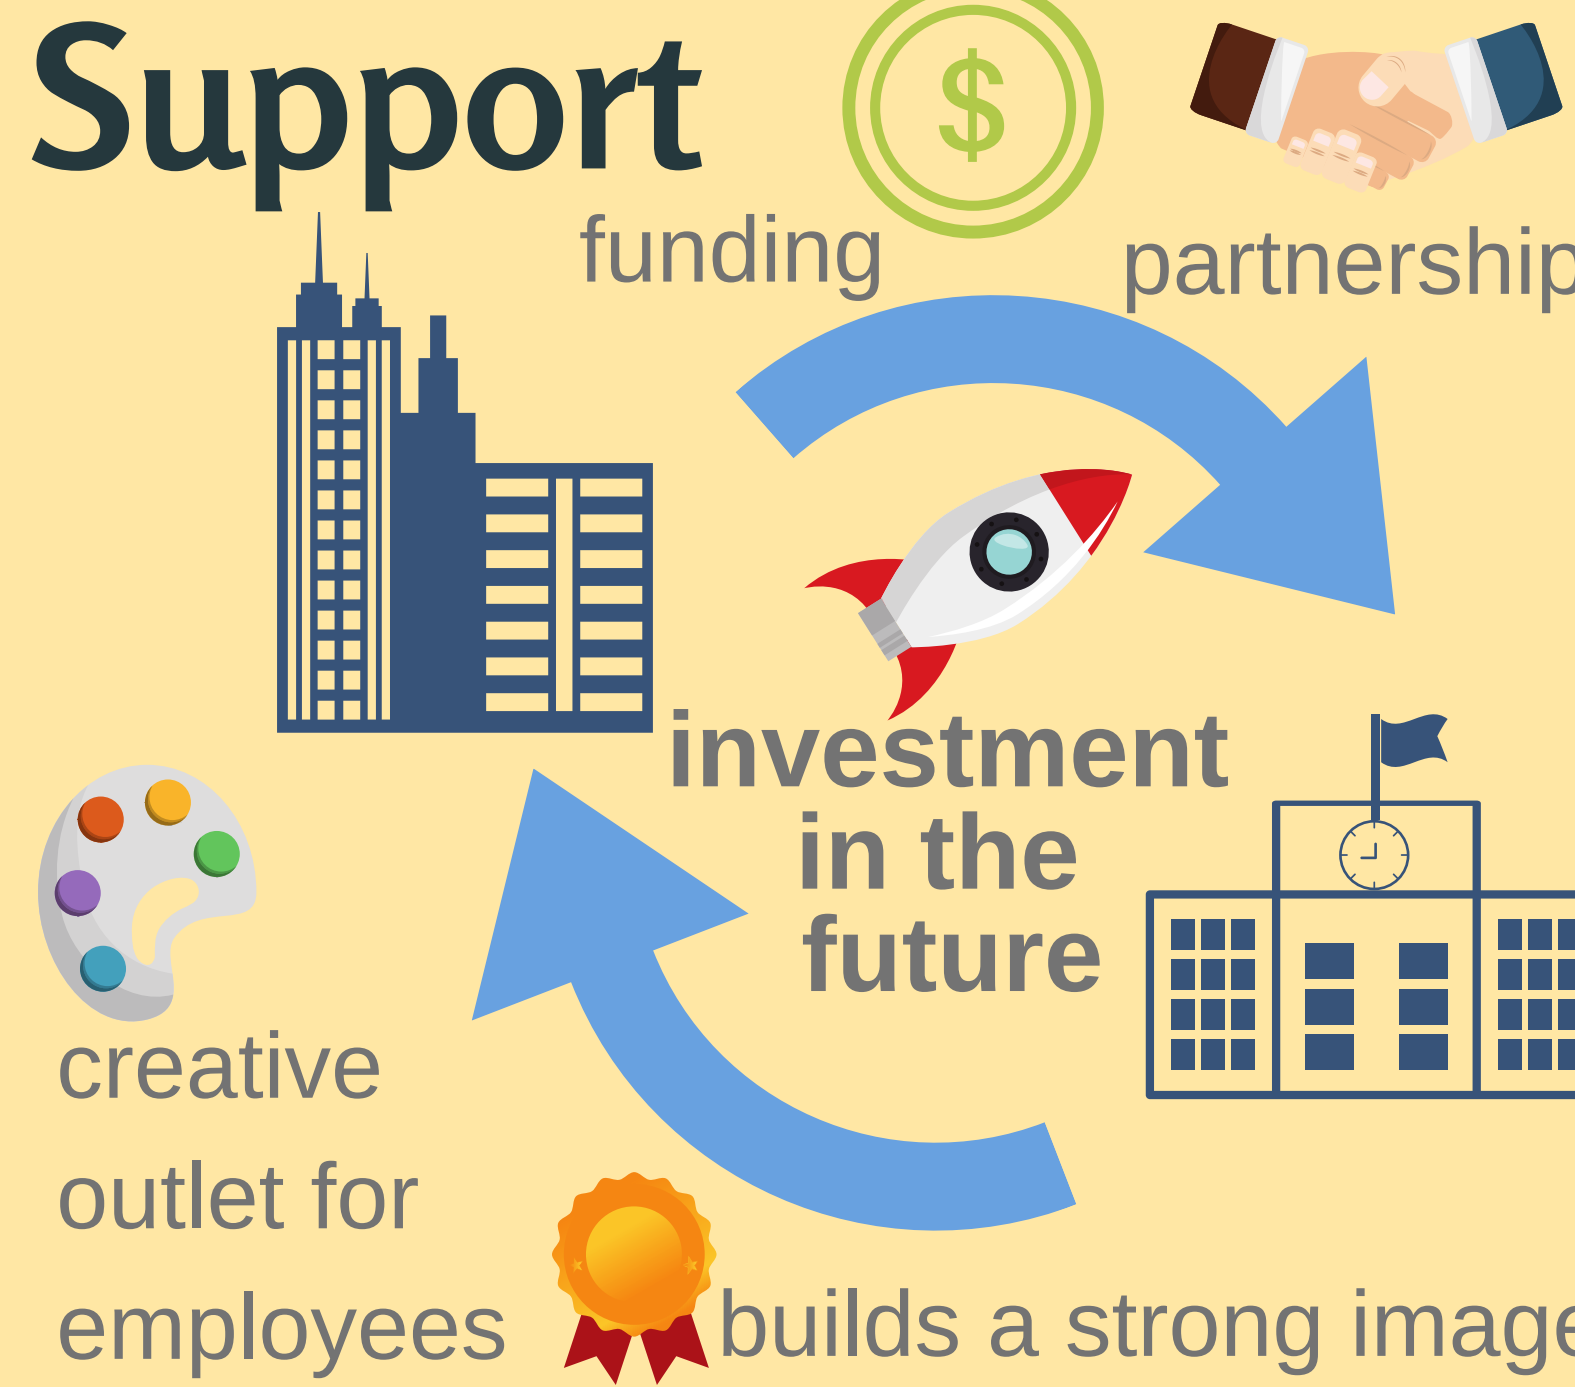 Support
$
funding
partnership
investment
in the
future
creative
outlet for
employees
builds a strong image